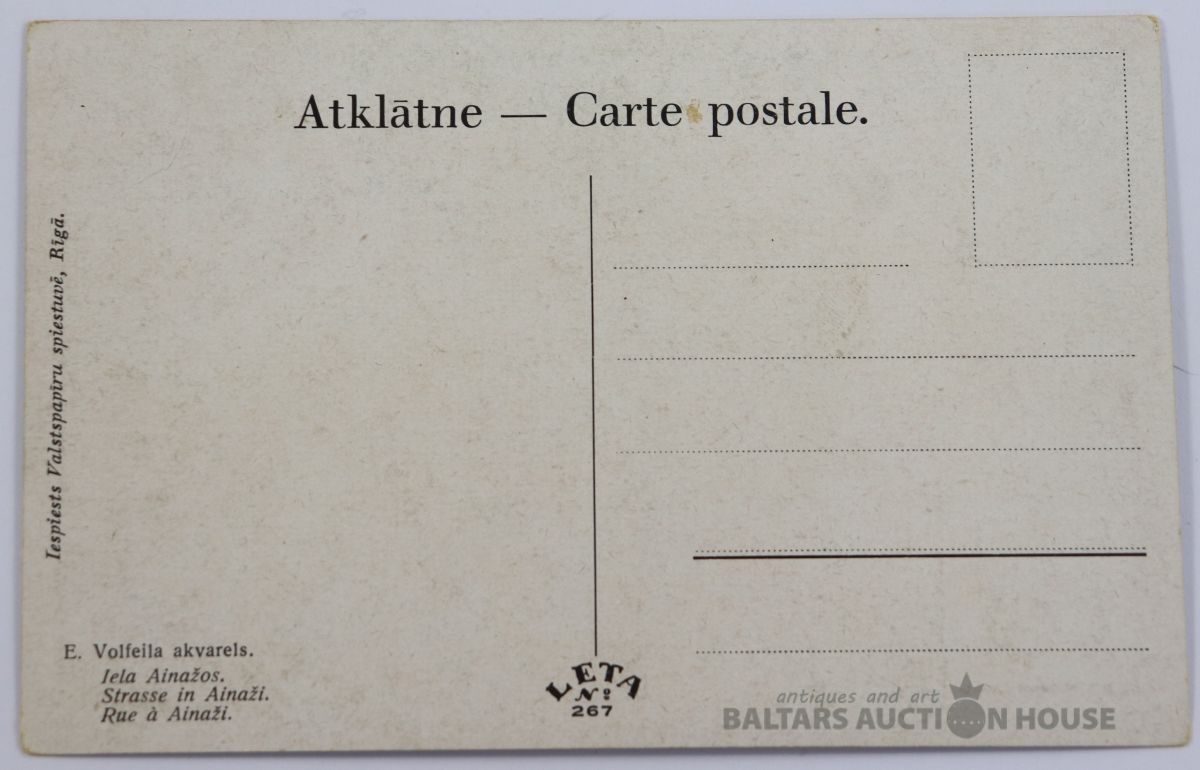 Atklātne — Carte postale.
Iespiests Valstspapīru spiestuvē, Rīgā.
E. Volfeila akvarels.
Iela Ainažos.
Strasse in Ainaži.
Rue à Ainaži.
LETA
№
267
antiques and art
BALTARS AUCTION HOUSE